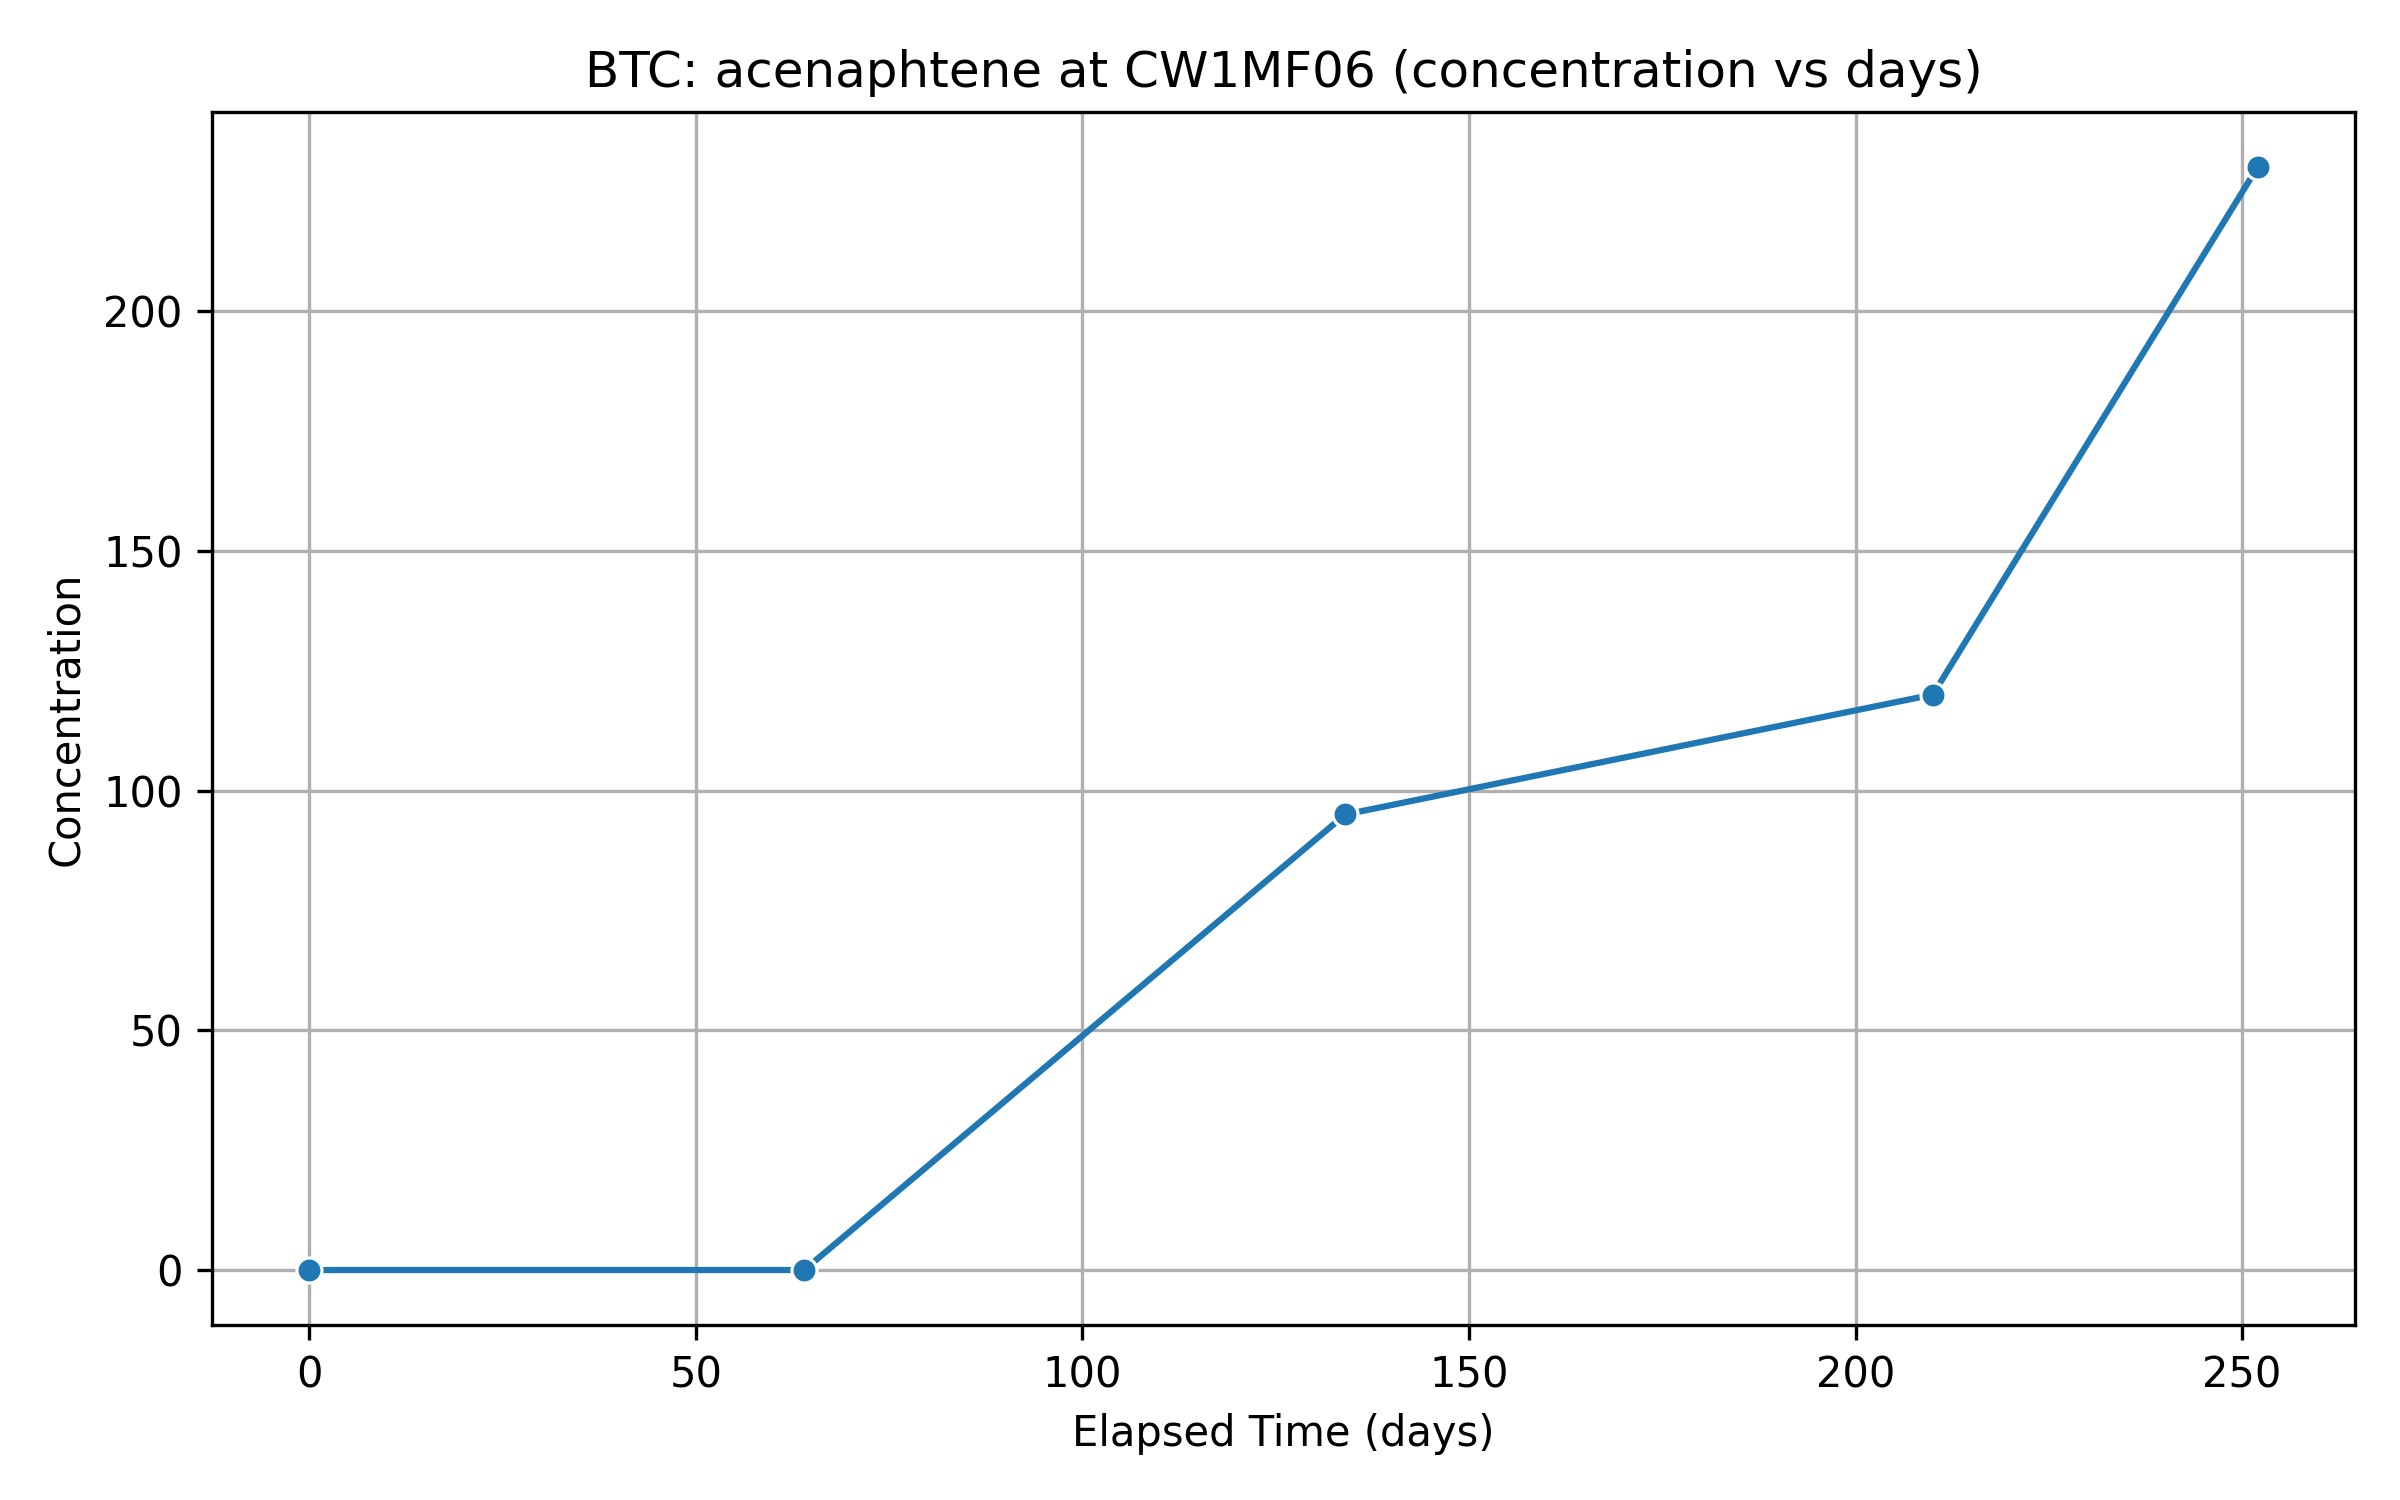 BTC: acenaphtene at CW1MF06 (concentration vs days)
200
150
100
50
0
Concentration
0 50 100 150 200 250
Elapsed Time (days)